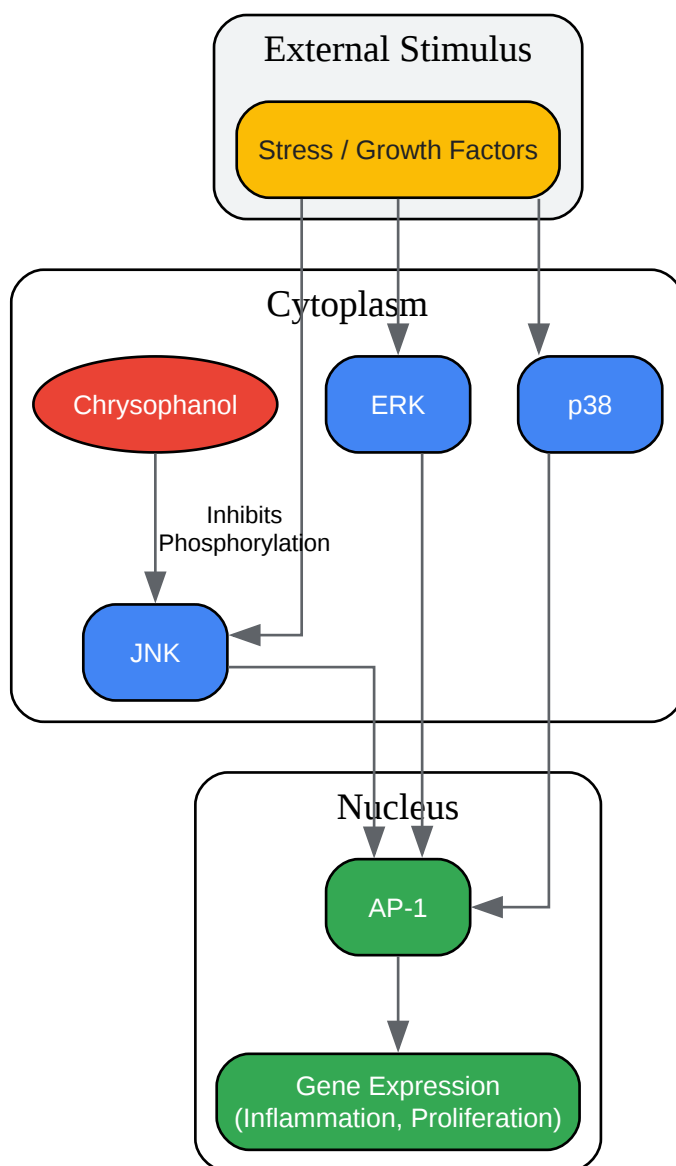 External Stimulus
Stress / Growth Factors
Cytoplasm
Chrysophanol
ERK
p38
Inhibits
Phosphorylation
JNK
Nucleus
AP-1
Gene Expression
(Inflammation, Proliferation)